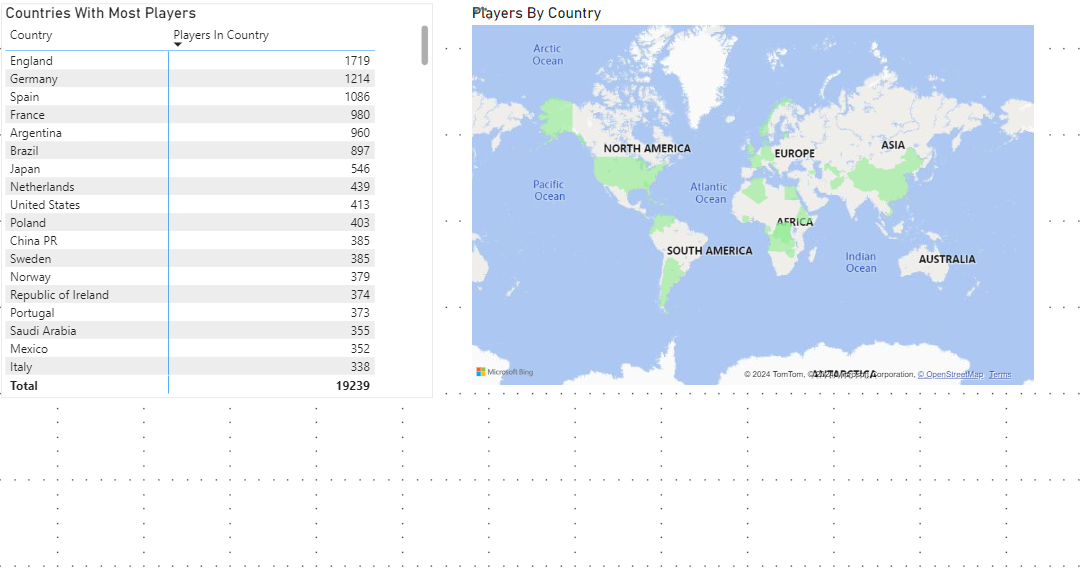 Countries With Most Players
Country Players In Country
England 1719
Germany 1214
Spain 1086
France 980
Argentina 960
Brazil 897
Japan 546
Netherlands 439
United States 413
Poland 403
China PR 385
Sweden 385
Norway 379
Republic of Ireland 374
Portugal 373
Saudi Arabia 355
Mexico 352
Italy 338
Total 19239
Players By Country
Arctic
Ocean
NORTH AMERICA
EUROPE
ASIA
Pacific
Ocean
Atlantic
Ocean
AFRICA
SOUTH AMERICA
Indian
Ocean
AUSTRALIA
ANTARCTICA
Microsoft Bing
© 2024 TomTom, © Corporation, © OpenStreetMap Terms